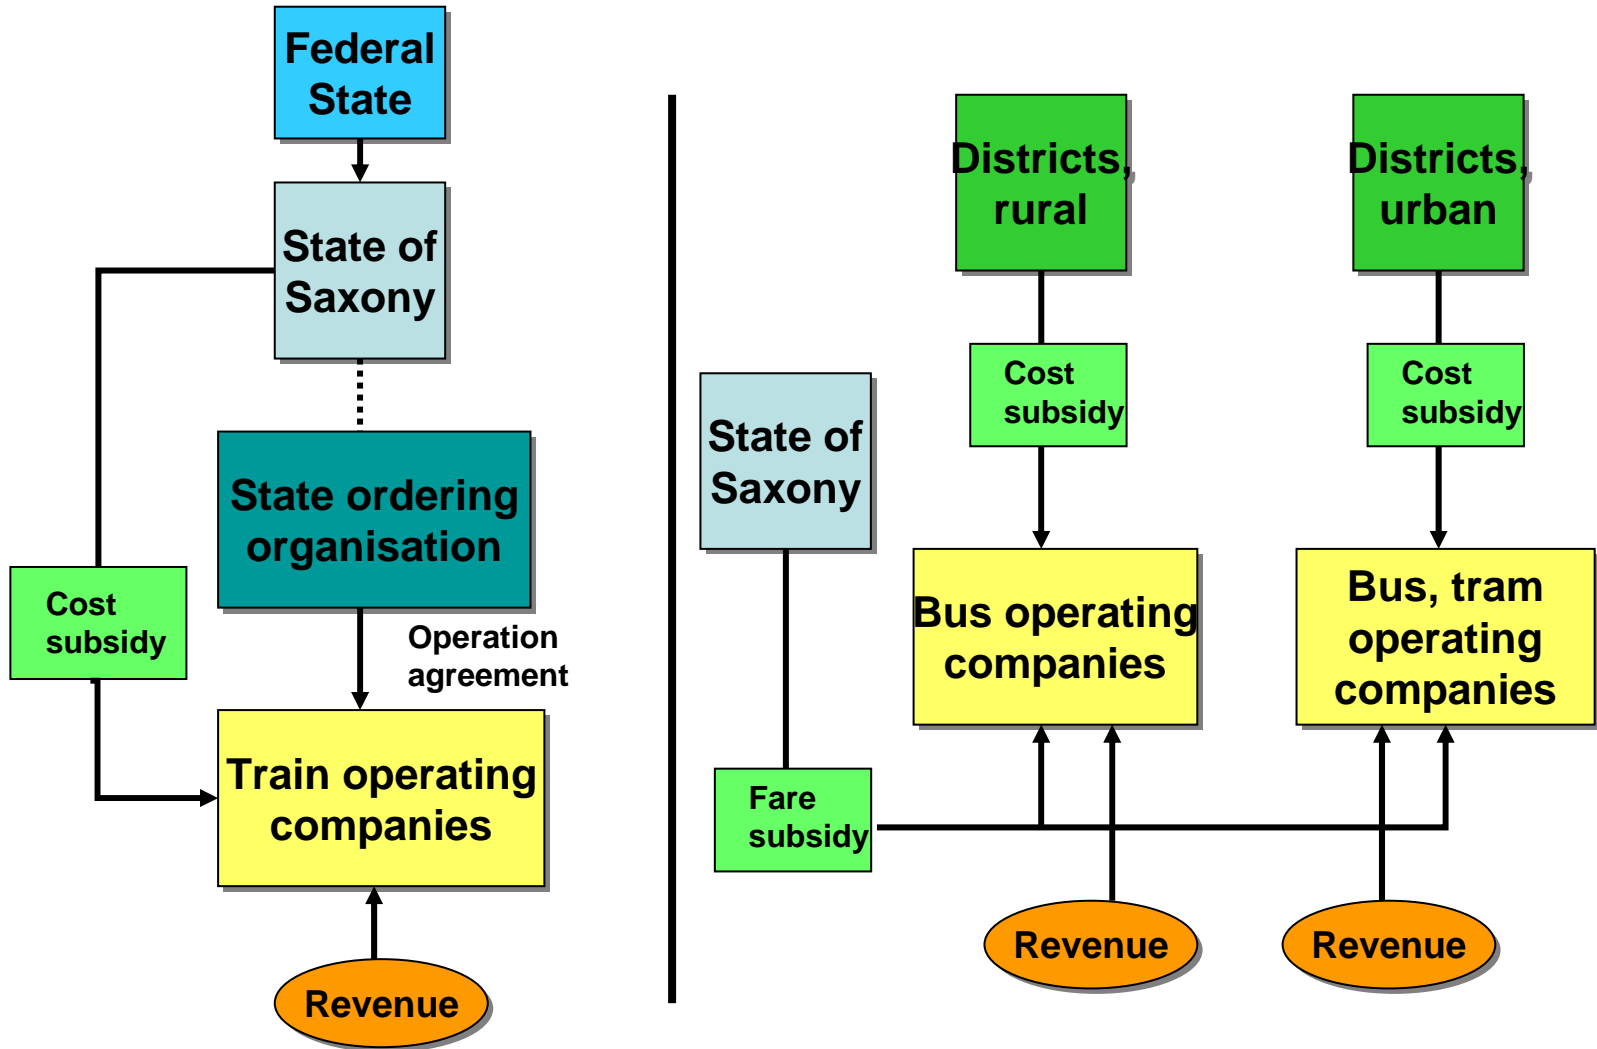 Federal
State
State of
Saxony
State ordering
organisation
Cost
subsidy
Operation
agreement
Train operating
companies
Revenue
Districts,
rural
Districts,
urban
Cost
subsidy
Cost
subsidy
State of
Saxony
Bus operating
companies
Bus, tram
operating
companies
Fare
subsidy
Revenue
Revenue